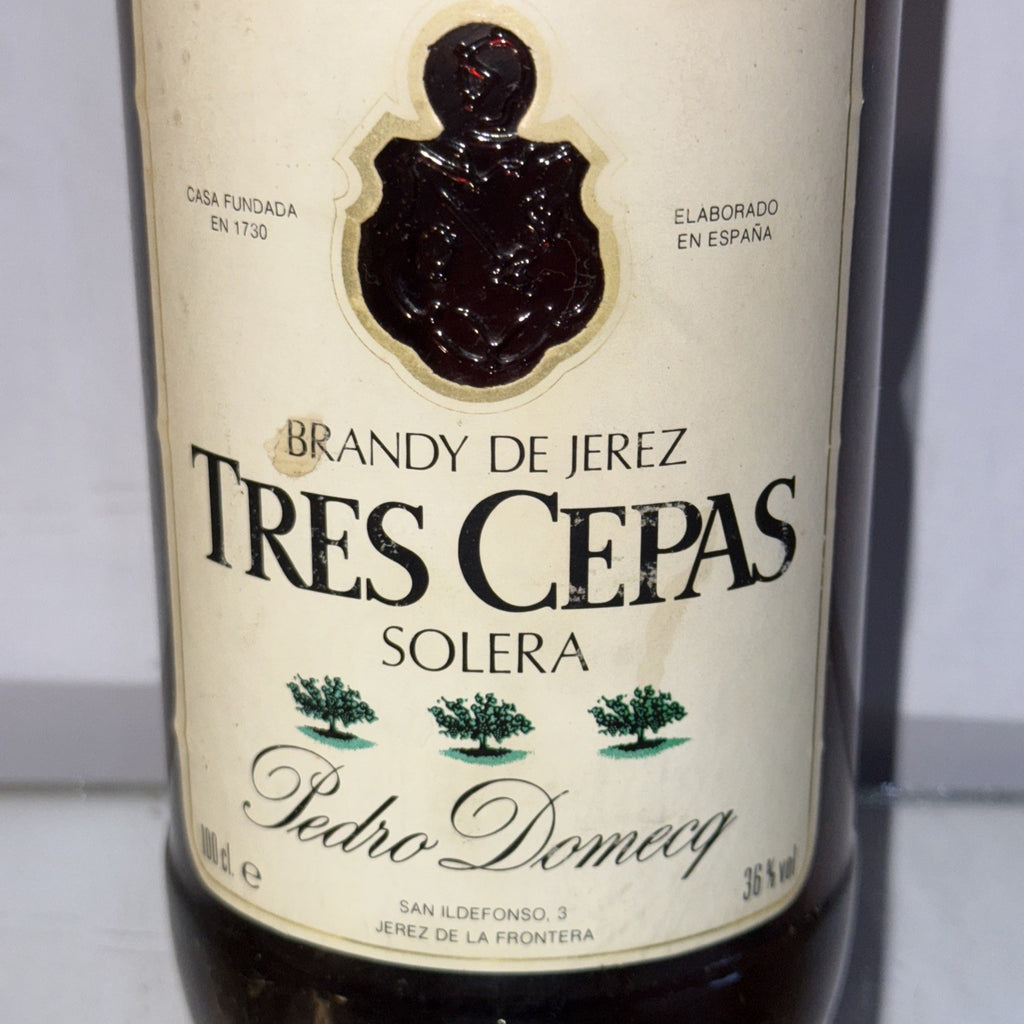 CASA FUNDADA
EN 1730
ELABORADO
EN ESPAÑA
BRANDY DE JEREZ
TRES CEPAS
SOLERA
Pedro Domecq
100 cl. e
36 % vol
SAN ILDEFONSO, 3
JEREZ DE LA FRONTERA